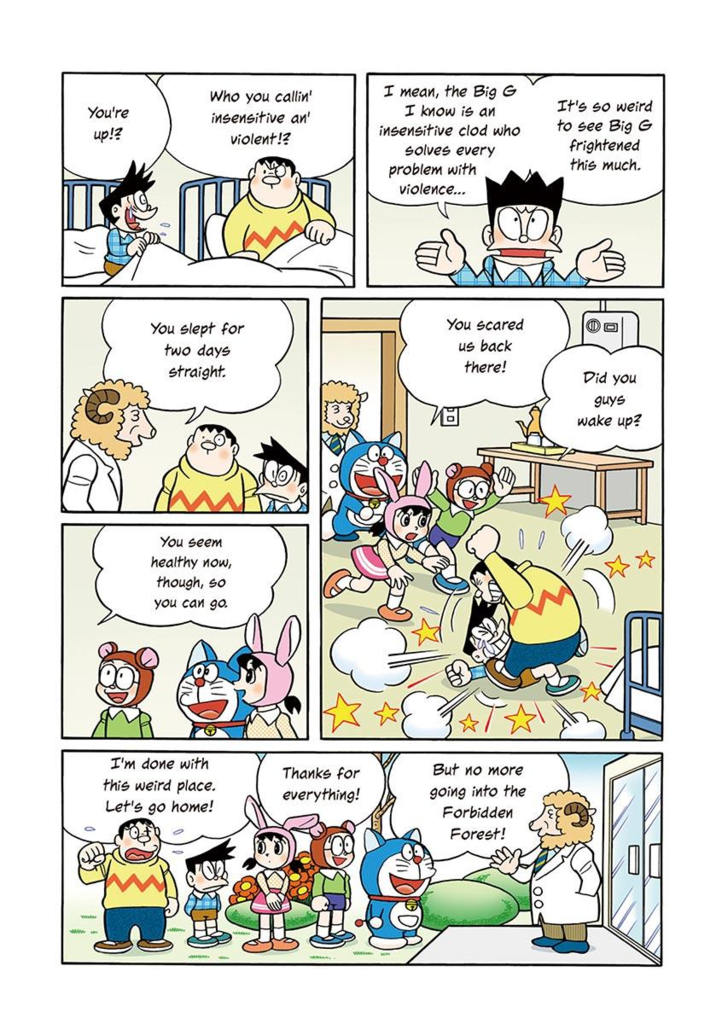 It's so weird
to see Big G
frightened
this much.
I mean, the Big G
I know is an
insensitive clod who
solves every
problem with
violence...
Who you callin'
insensitive an'
violent!?
You're
up!?
Did you
guys
wake up?
You scared
us back
there!
You slept for
two days
straight.
You seem
healthy now,
though, so
you can go.
But no more
going into the
Forbidden
Forest!
Thanks for
everything!
I'm done with
this weird place.
Let's go home!